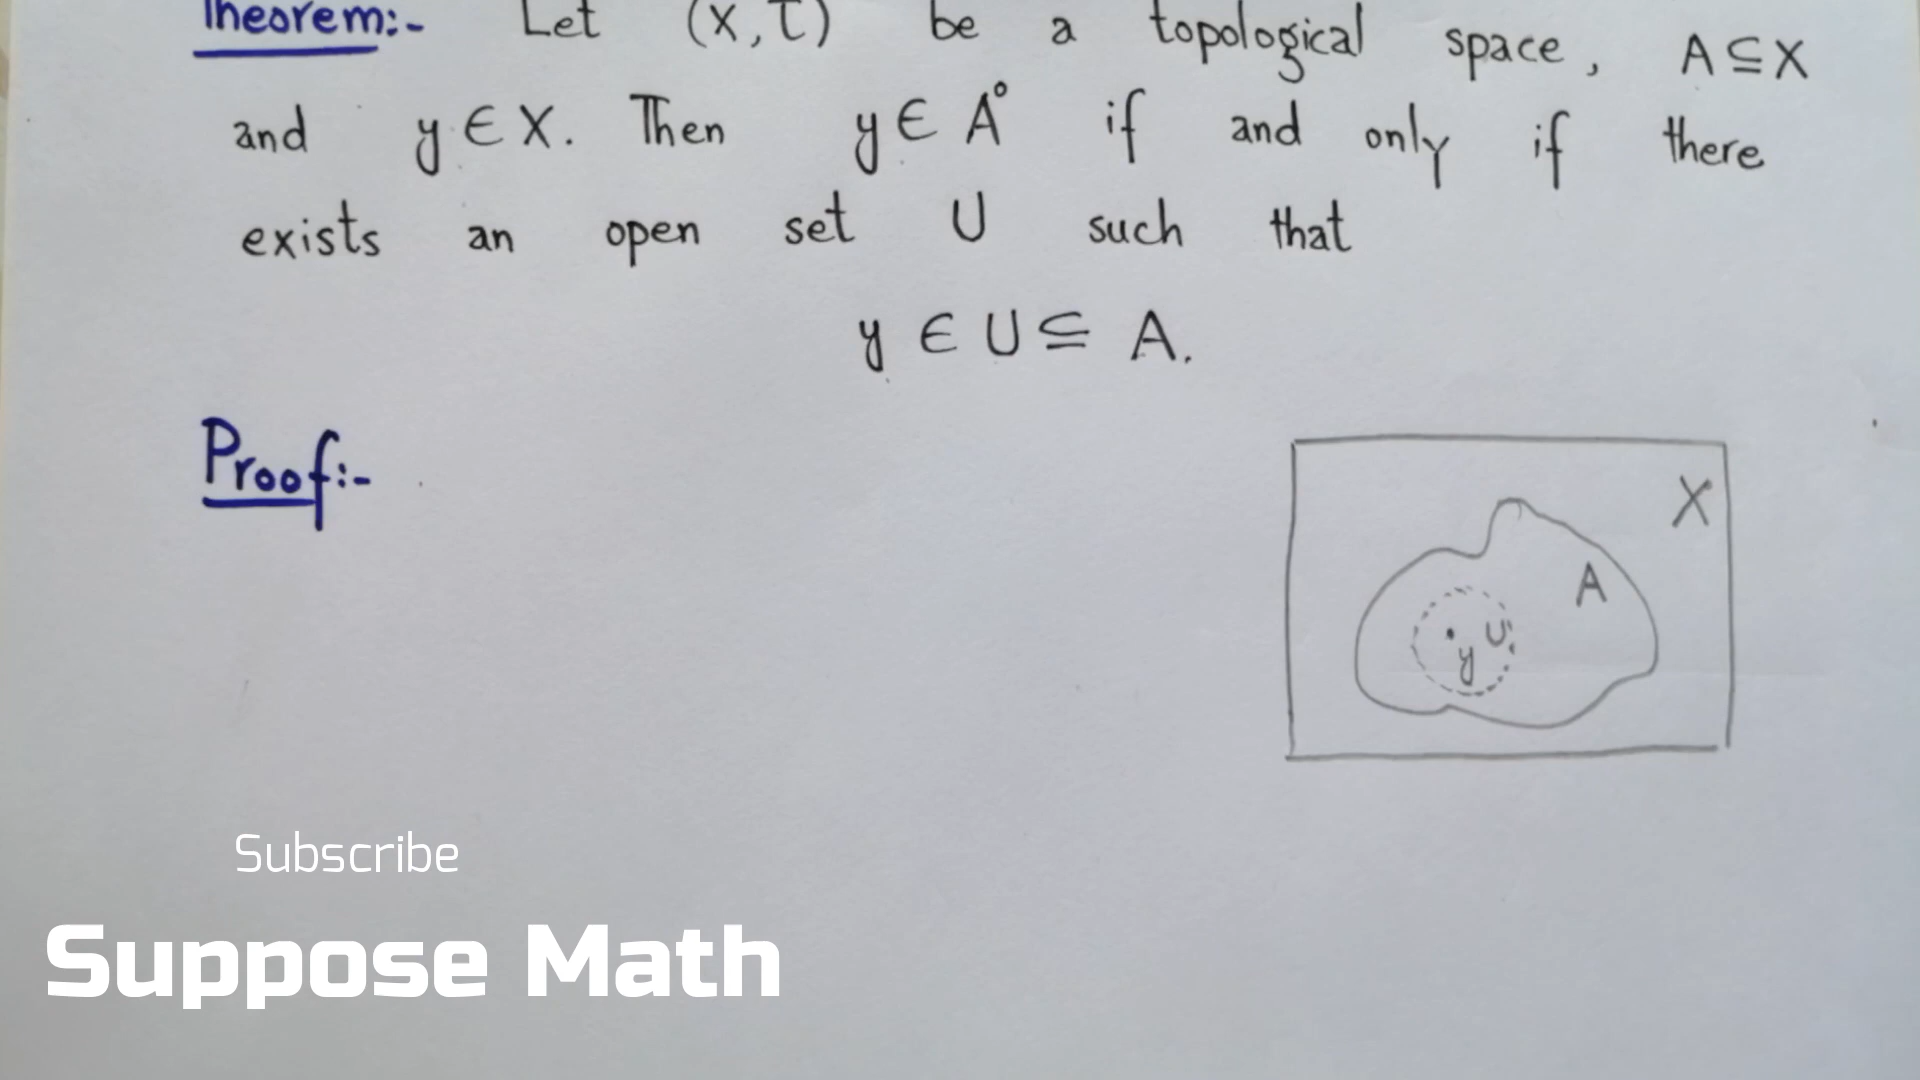 Theorem:- Let (X, τ) be a topological space, A ⊆ X
and y ∈ X. Then y ∈ A° if and only if there
exists an open set U such that
y ∈ U ⊆ A.
Proof:-
X
A
U
y
Subscribe
Suppose Math